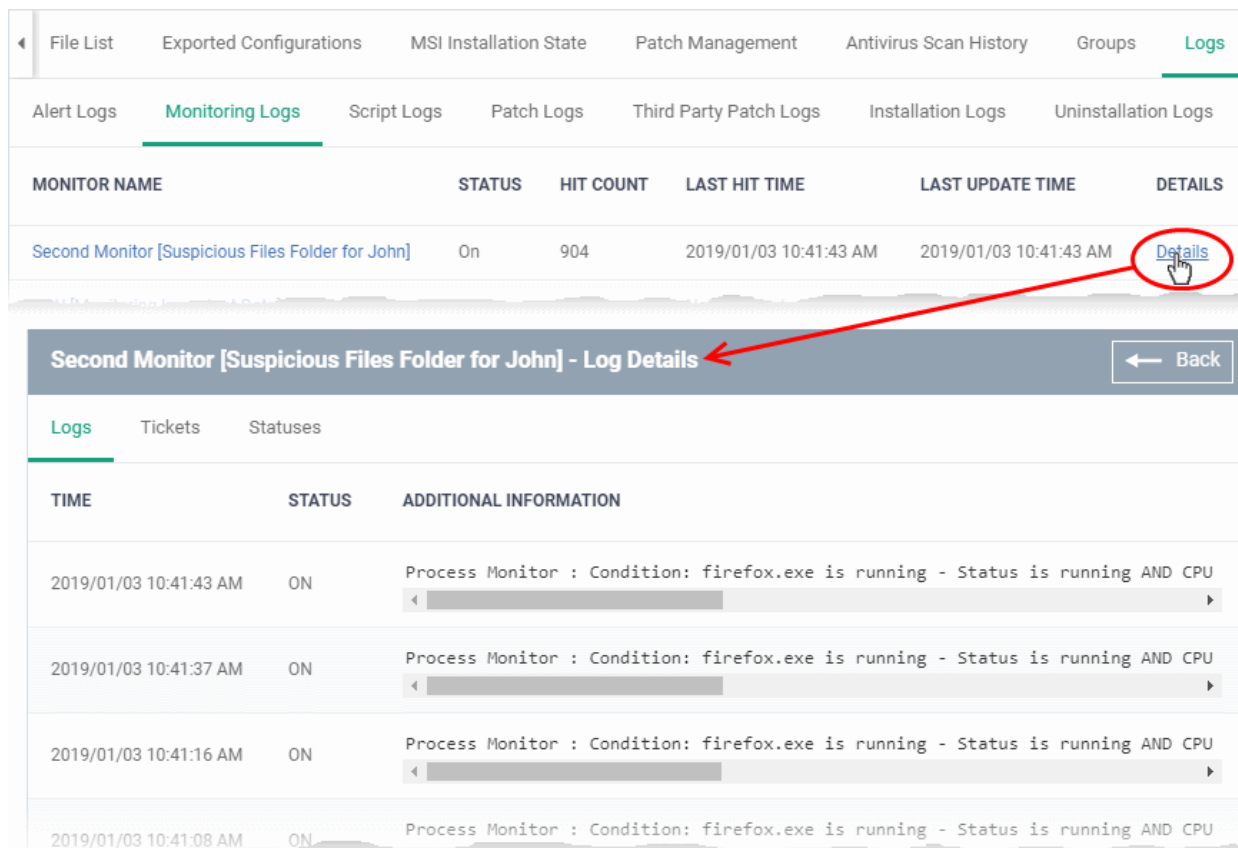 File List Exported Configurations MSI Installation State Patch Management Antivirus Scan History Groups Logs
Alert Logs Monitoring Logs Script Logs Patch Logs Third Party Patch Logs Installation Logs Uninstallation Logs
MONITOR NAME STATUS HIT COUNT LAST HIT TIME LAST UPDATE TIME DETAILS
Second Monitor [Suspicious Files Folder for John] On 904 2019/01/03 10:41:43 AM 2019/01/03 10:41:43 AM Details
Second Monitor [Suspicious Files Folder for John] - Log Details Back
Logs Tickets Statuses
TIME STATUS ADDITIONAL INFORMATION
2019/01/03 10:41:43 AM ON Process Monitor : Condition: firefox.exe is running - Status is running AND CPU
2019/01/03 10:41:37 AM ON Process Monitor : Condition: firefox.exe is running - Status is running AND CPU
2019/01/03 10:41:16 AM ON Process Monitor : Condition: firefox.exe is running - Status is running AND CPU
2019/01/03 10:41:08 AM ON Process Monitor : Condition: firefox.exe is running - Status is running AND CPU